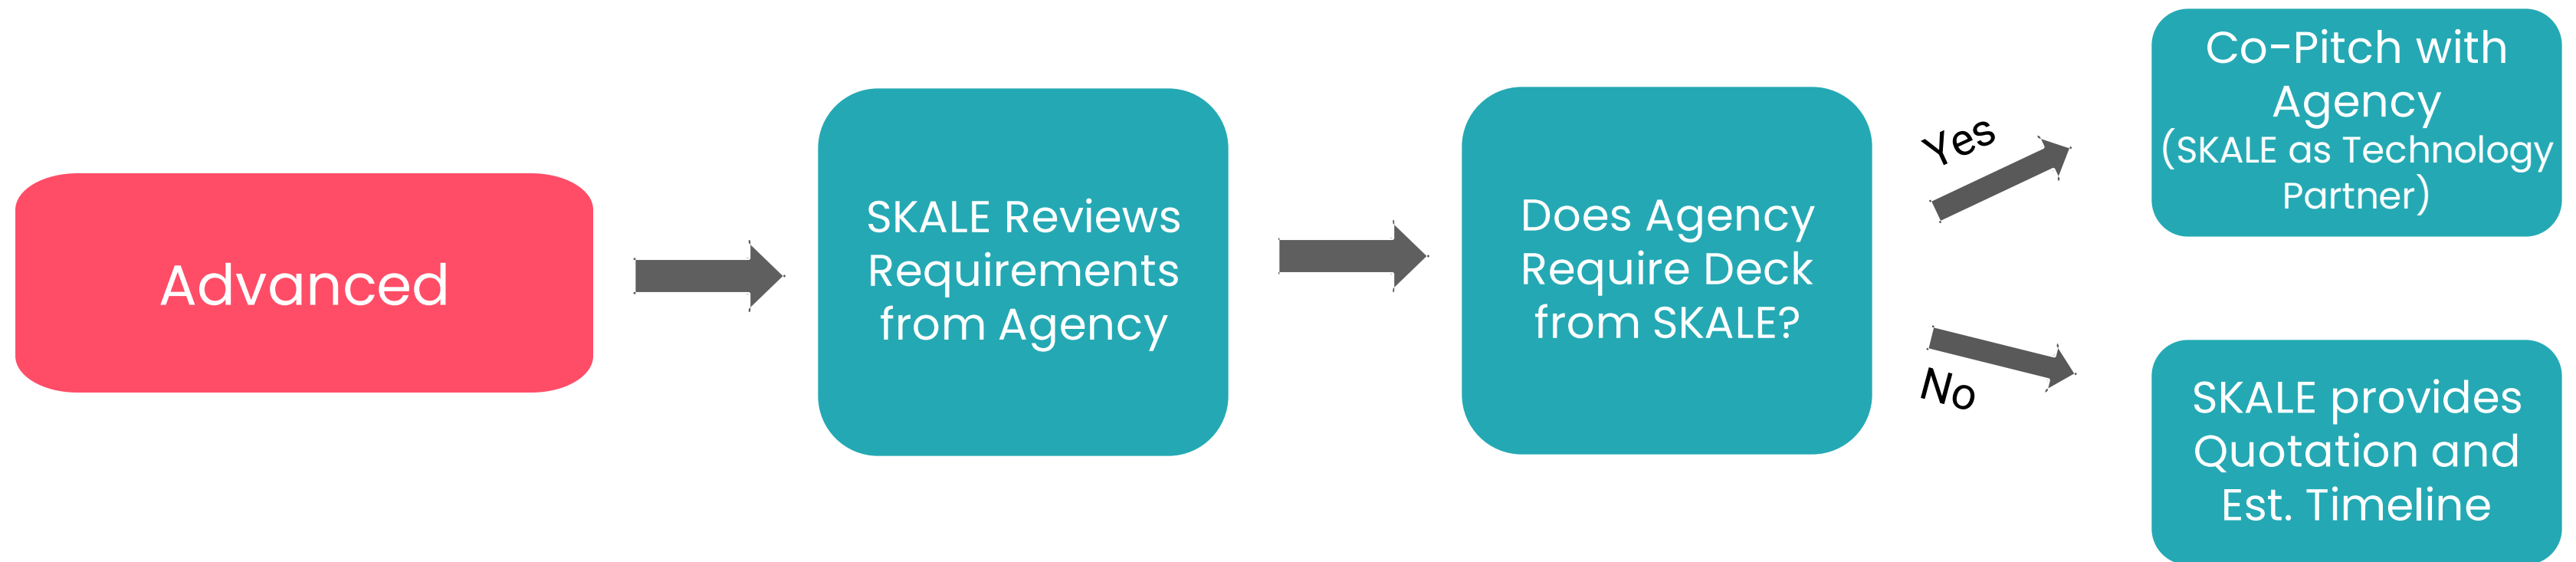 Advanced
SKALE Reviews
Requirements
from Agency
Does Agency
Require Deck
from SKALE?
Yes
No
Co-Pitch with
Agency
(SKALE as Technology
Partner)
SKALE provides
Quotation and
Est. Timeline